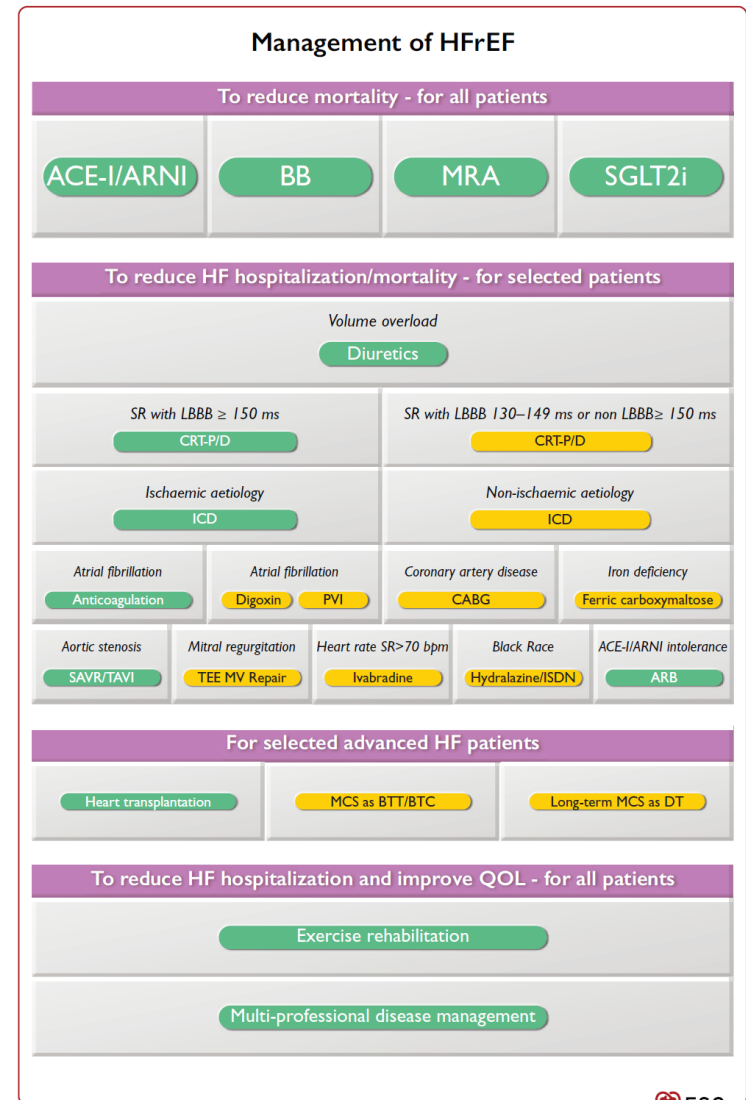 Management of HFrEF
To reduce mortality - for all patients
ACE-I/ARNI
BB
MRA
SGLT2i
To reduce HF hospitalization/mortality - for selected patients
Volume overload
Diuretics
SR with LBBB ≥ 150 ms
CRT-P/D
SR with LBBB 130–149 ms or non LBBB≥ 150 ms
CRT-P/D
Ischaemic aetiology
ICD
Non-ischaemic aetiology
ICD
Atrial fibrillation
Anticoagulation
Atrial fibrillation
Digoxin
PVI
Coronary artery disease
CABG
Iron deficiency
Ferric carboxymaltose
Aortic stenosis
SAVR/TAVI
Mitral regurgitation
TEE MV Repair
Heart rate SR>70 bpm
Ivabradine
Black Race
Hydralazine/ISDN
ACE-I/ARNI intolerance
ARB
For selected advanced HF patients
Heart transplantation
MCS as BTT/BTC
Long-term MCS as DT
To reduce HF hospitalization and improve QOL - for all patients
Exercise rehabilitation
Multi-professional disease management